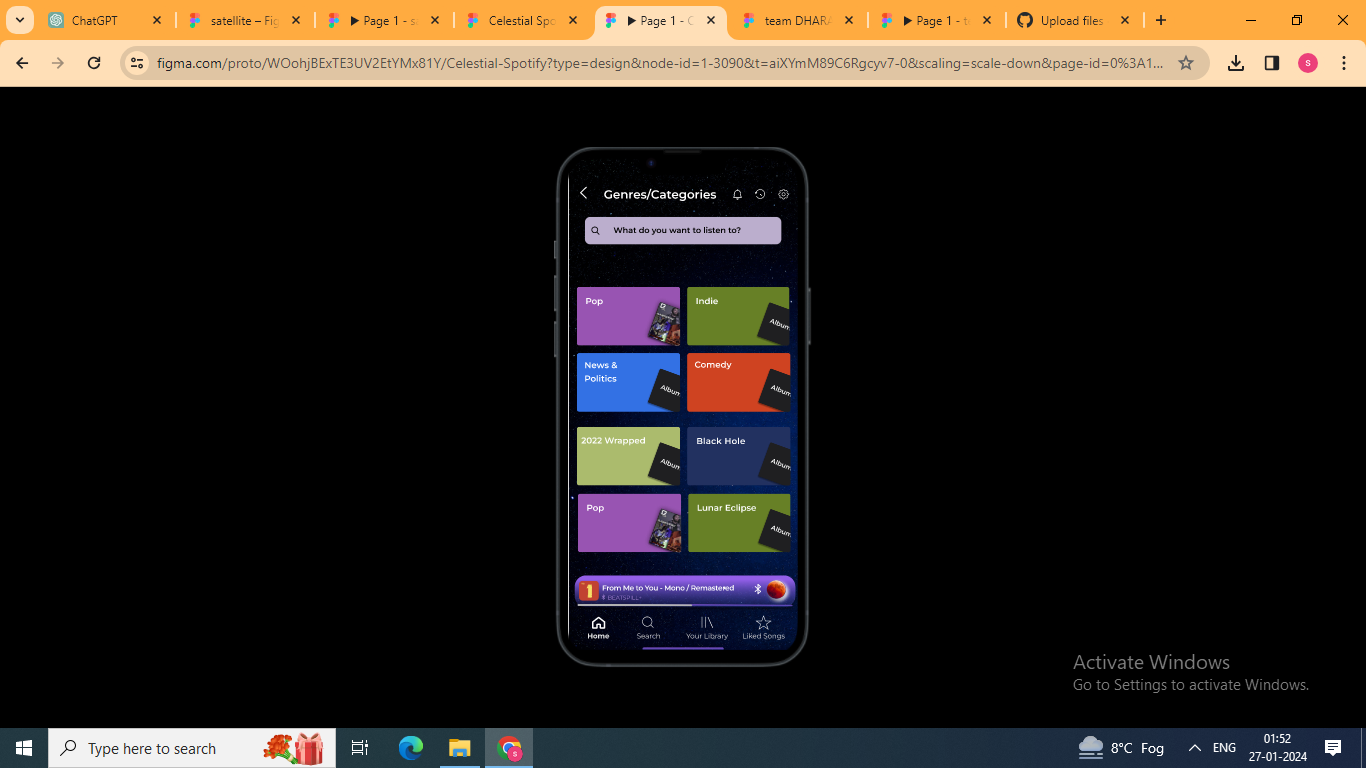 ChatGPT
satellite – Fig
Page 1 - s
Celestial Spo
Page 1 - C
team DHARA
Page 1 - t
Upload files
figma.com/proto/WOohjBExTE3UV2EtYMx81Y/Celestial-Spotify?type=design&node-id=1-3090&t=aiXYmM89C6Rgcyv7-0&scaling=scale-down&page-id=0%3A1...
S
Genres/Categories
What do you want to listen to?
Pop
Indie
Album
News &
Politics
Album
Comedy
Album
2022 Wrapped
Album
Black Hole
Album
Pop
Lunar Eclipse
Album
1
From Me to You - Mono / Remastered
BEATSPILL+
Home
Search
Your Library
Liked Songs
Activate Windows
Go to Settings to activate Windows.
Type here to search
S
8°C Fog
ENG
01:52
27-01-2024